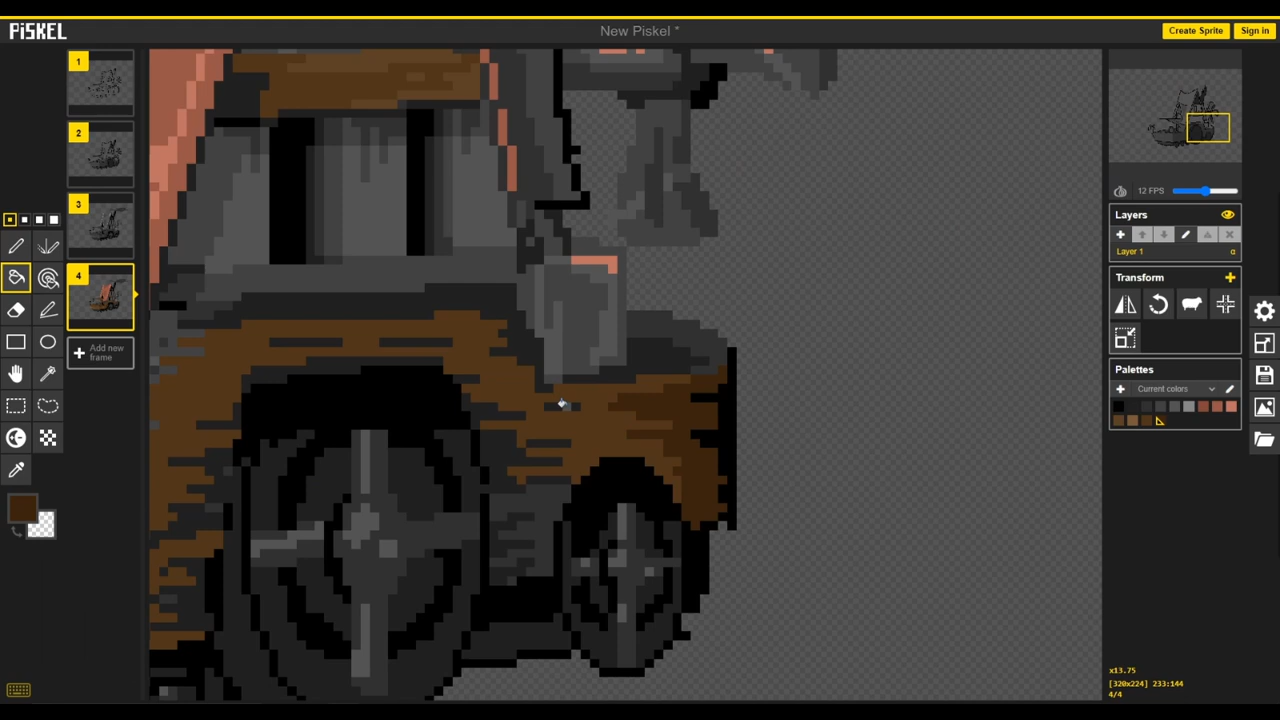 PiSKEL
New Piskel *
Create Sprite
Sign in
1
2
3
4
Add new
frame
12 FPS
Layers
Layer 1
α
Transform
Palettes
Current colors
x13.75
[320x224] 233:144
4/4